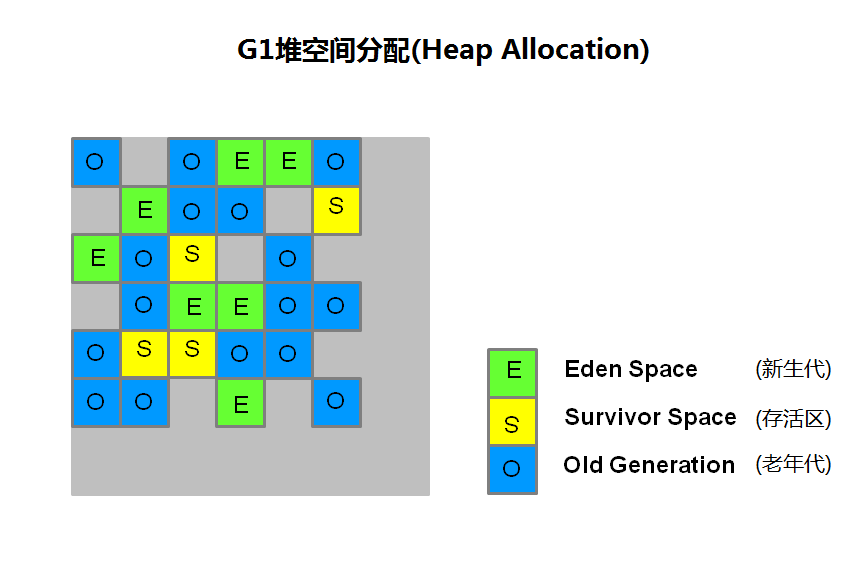 G1堆空间分配(Heap Allocation)
O O E E O
E O O S
E O S O
O E E O O
O S S O O
O O E O
E Eden Space (新生代)
S Survivor Space (存活区)
O Old Generation (老年代)